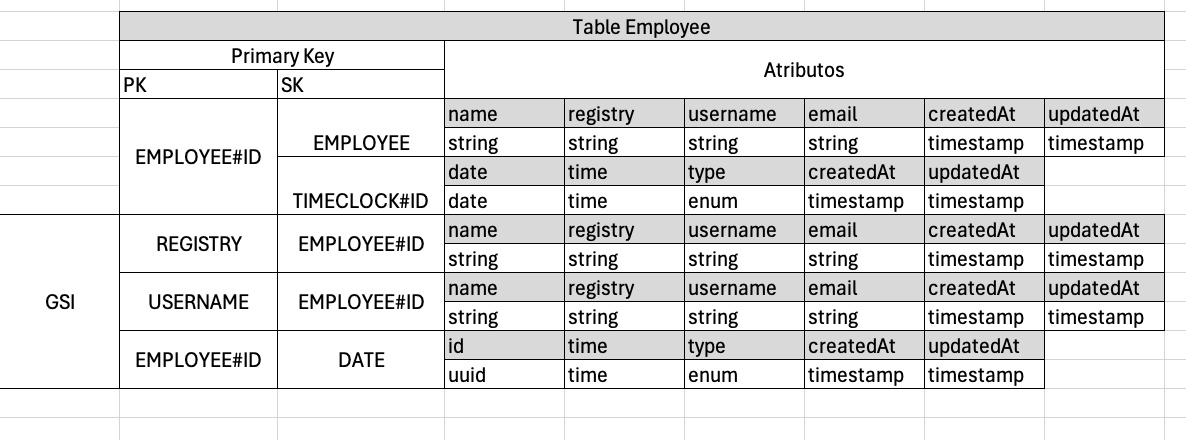 Table Employee
Primary Key
Atributos
PK SK
name registry username email createdAt updatedAt
EMPLOYEE#ID
EMPLOYEE
string string string string timestamp timestamp
date time type createdAt updatedAt
TIMECLOCK#ID
date time enum timestamp timestamp
GSI
REGISTRY EMPLOYEE#ID
name registry username email createdAt updatedAt
string string string string timestamp timestamp
USERNAME EMPLOYEE#ID
name registry username email createdAt updatedAt
string string string string timestamp timestamp
EMPLOYEE#ID DATE
id time type createdAt updatedAt
uuid time enum timestamp timestamp